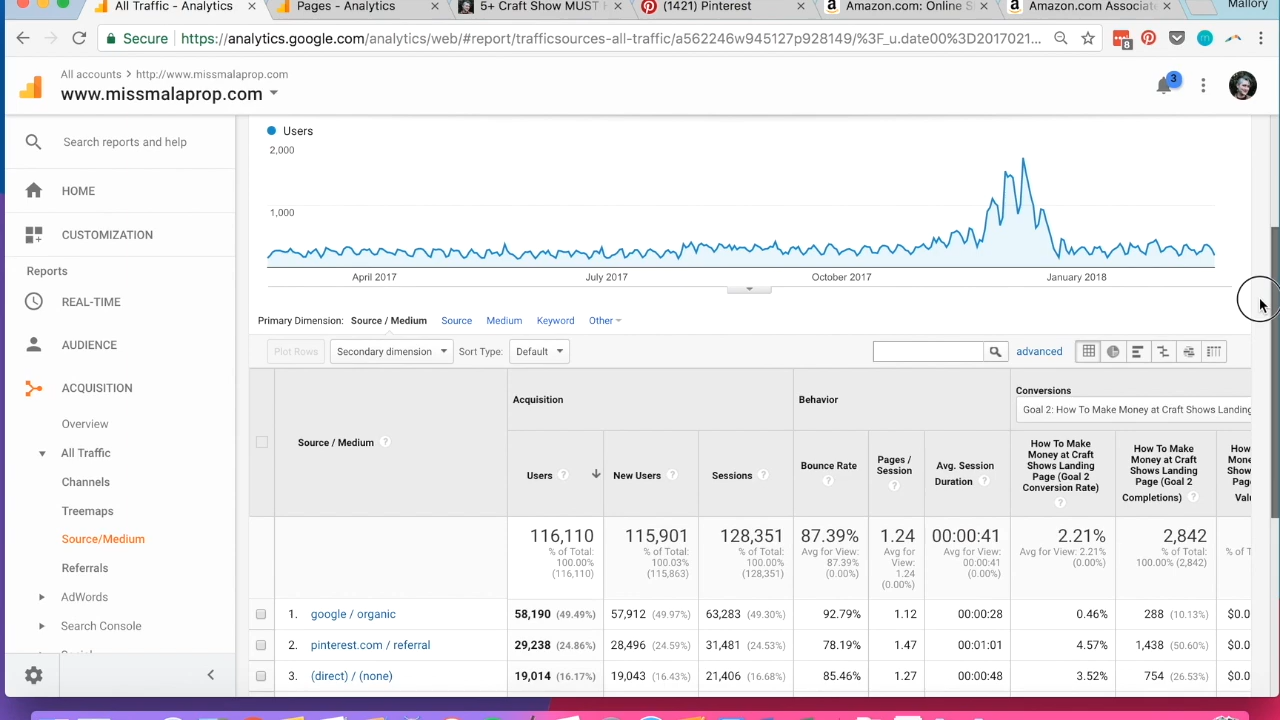 All Traffic - Analytics × Pages - Analytics × 5+ Craft Show MUST H × (1421) Pinterest × Amazon.com: Online S × Amazon.com Associate × Mallory
Secure https://analytics.google.com/analytics/web/#report/trafficsources-all-traffic/a562246w945127p928149/%3F_u.date00%3D2017021... 8
All accounts > http://www.missmalaprop.com
www.missmalaprop.com
3
Search reports and help
HOME
CUSTOMIZATION
Reports
REAL-TIME
AUDIENCE
ACQUISITION
Overview
All Traffic
Channels
Treemaps
Source/Medium
Referrals
AdWords
Search Console
Users
2,000
1,000
April 2017 July 2017 October 2017 January 2018
Primary Dimension: Source / Medium Source Medium Keyword Other
Plot Rows Secondary dimension Sort Type: Default advanced
Acquisition Behavior Conversions
Goal 2: How To Make Money at Craft Shows Landing
Source / Medium ?
Users ?
New Users ?
Sessions ?
Bounce Rate ?
Pages / Session ?
Avg. Session Duration ?
How To Make Money at Craft Shows Landing Page (Goal 2 Conversion Rate) ?
How To Make Money at Craft Shows Landing Page (Goal 2 Completions) ?
116,110 % of Total: 100.00% (116,110)
115,901 % of Total: 100.03% (115,863)
128,351 % of Total: 100.00% (128,351)
87.39% Avg for View: 87.39% (0.00%)
1.24 Avg for View: 1.24 (0.00%)
00:00:41 Avg for View: 00:00:41 (0.00%)
2.21% Avg for View: 2.21% (0.00%)
2,842 % of Total: 100.00% (2,842)
% of T
1. google / organic 58,190 (49.49%) 57,912 (49.97%) 63,283 (49.30%) 92.79% 1.12 00:00:28 0.46% 288 (10.13%) $0.0
2. pinterest.com / referral 29,238 (24.86%) 28,496 (24.59%) 31,481 (24.53%) 78.19% 1.47 00:01:01 4.57% 1,438 (50.60%) $0.0
3. (direct) / (none) 19,014 (16.17%) 19,043 (16.43%) 21,406 (16.68%) 85.46% 1.27 00:00:48 3.52% 754 (26.53%) $0.0